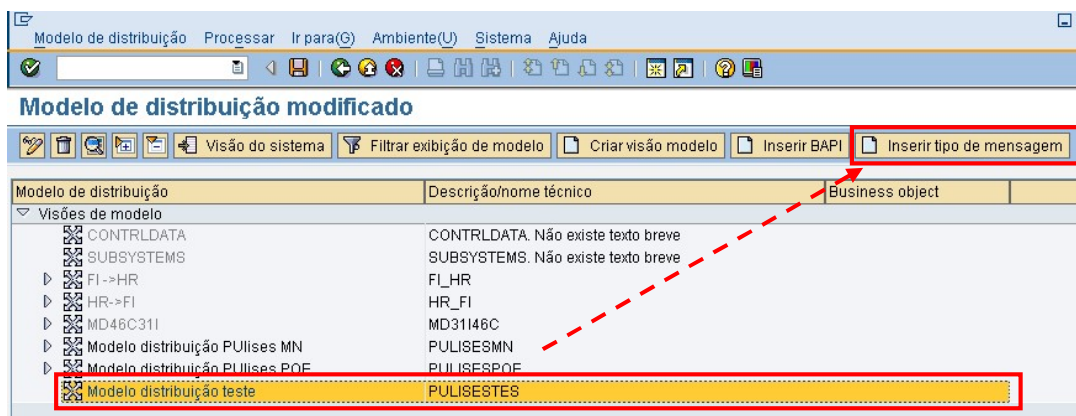 Modelo de distribuição Processar Ir para(G) Ambiente(U) Sistema Ajuda
Modelo de distribuição modificado
Visão do sistema Filtrar exibição de modelo Criar visão modelo Inserir BAPI Inserir tipo de mensagem
Modelo de distribuição Descrição/nome técnico Business object
Visões de modelo
CONTRLDATA CONTRLDATA. Não existe texto breve
SUBSYSTEMS SUBSYSTEMS. Não existe texto breve
FI->HR FI_HR
HR->FI HR_FI
MD46C31I MD31I46C
Modelo distribuição PUlises MN PULISESMN
Modelo distribuição PUlises POF PULISESPOF
Modelo distribuição teste PULISESTES